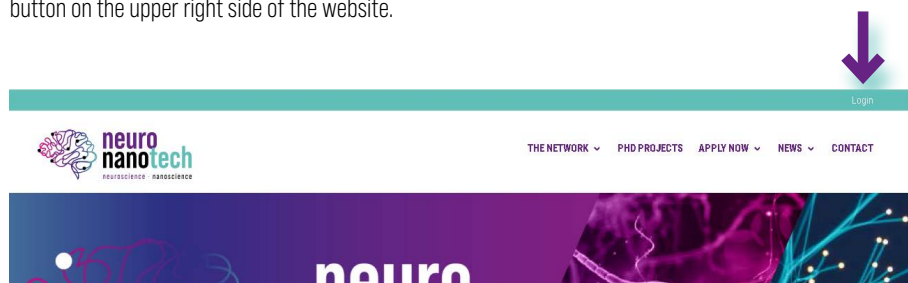 button on the upper right side of the website.
Login
neuro
nanotech
neuroscience - nanoscience
THE NETWORK PHD PROJECTS APPLY NOW NEWS CONTACT
neuro